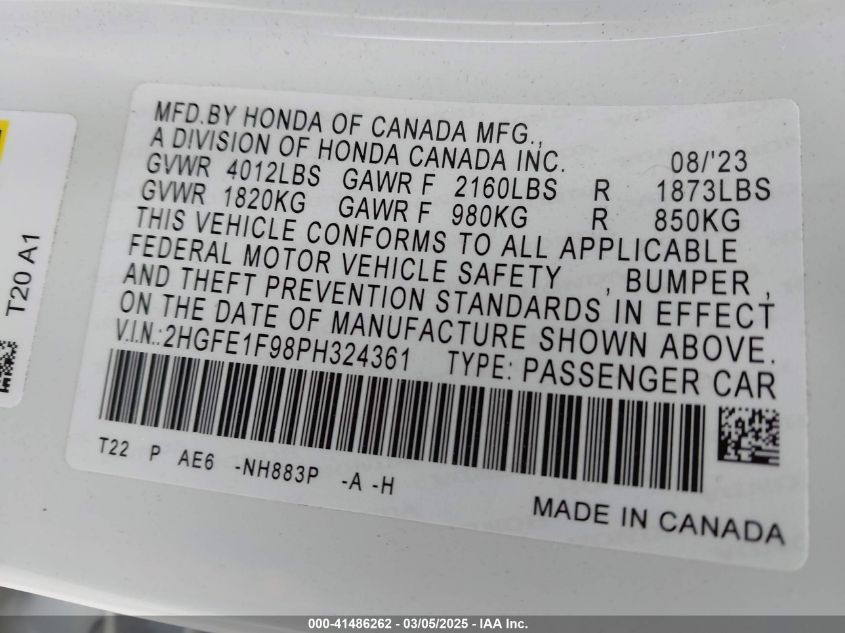 MFD.BY HONDA OF CANADA MFG.,
A DIVISION OF HONDA CANADA INC. 08/'23
GVWR 4012LBS GAWR F 2160LBS R 1873LBS
GVWR 1820KG GAWR F 980KG R 850KG
THIS VEHICLE CONFORMS TO ALL APPLICABLE
FEDERAL MOTOR VEHICLE SAFETY , BUMPER ,
AND THEFT PREVENTION STANDARDS IN EFFECT
ON THE DATE OF MANUFACTURE SHOWN ABOVE.
V.I.N.:2HGFE1F98PH324361 TYPE: PASSENGER CAR
T22 P AE6 -NH883P -A -H
MADE IN CANADA
T20 A1
000-41486262 - 03/05/2025 - IAA Inc.